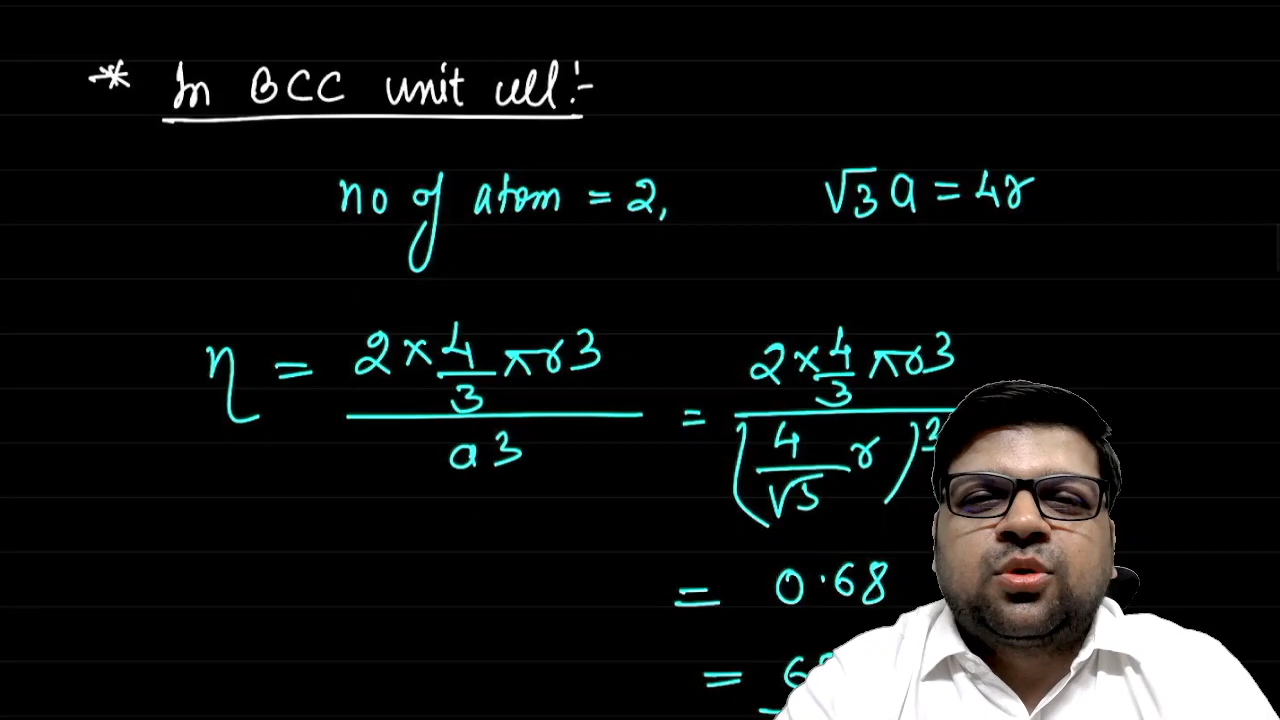 * In BCC unit cell:-
no of atom = 2, √3 a = 4r
η = 2×4/3 πr3 / a3 = 2×4/3 πr3 / (4/√3 r)3
= 0.68
= 68